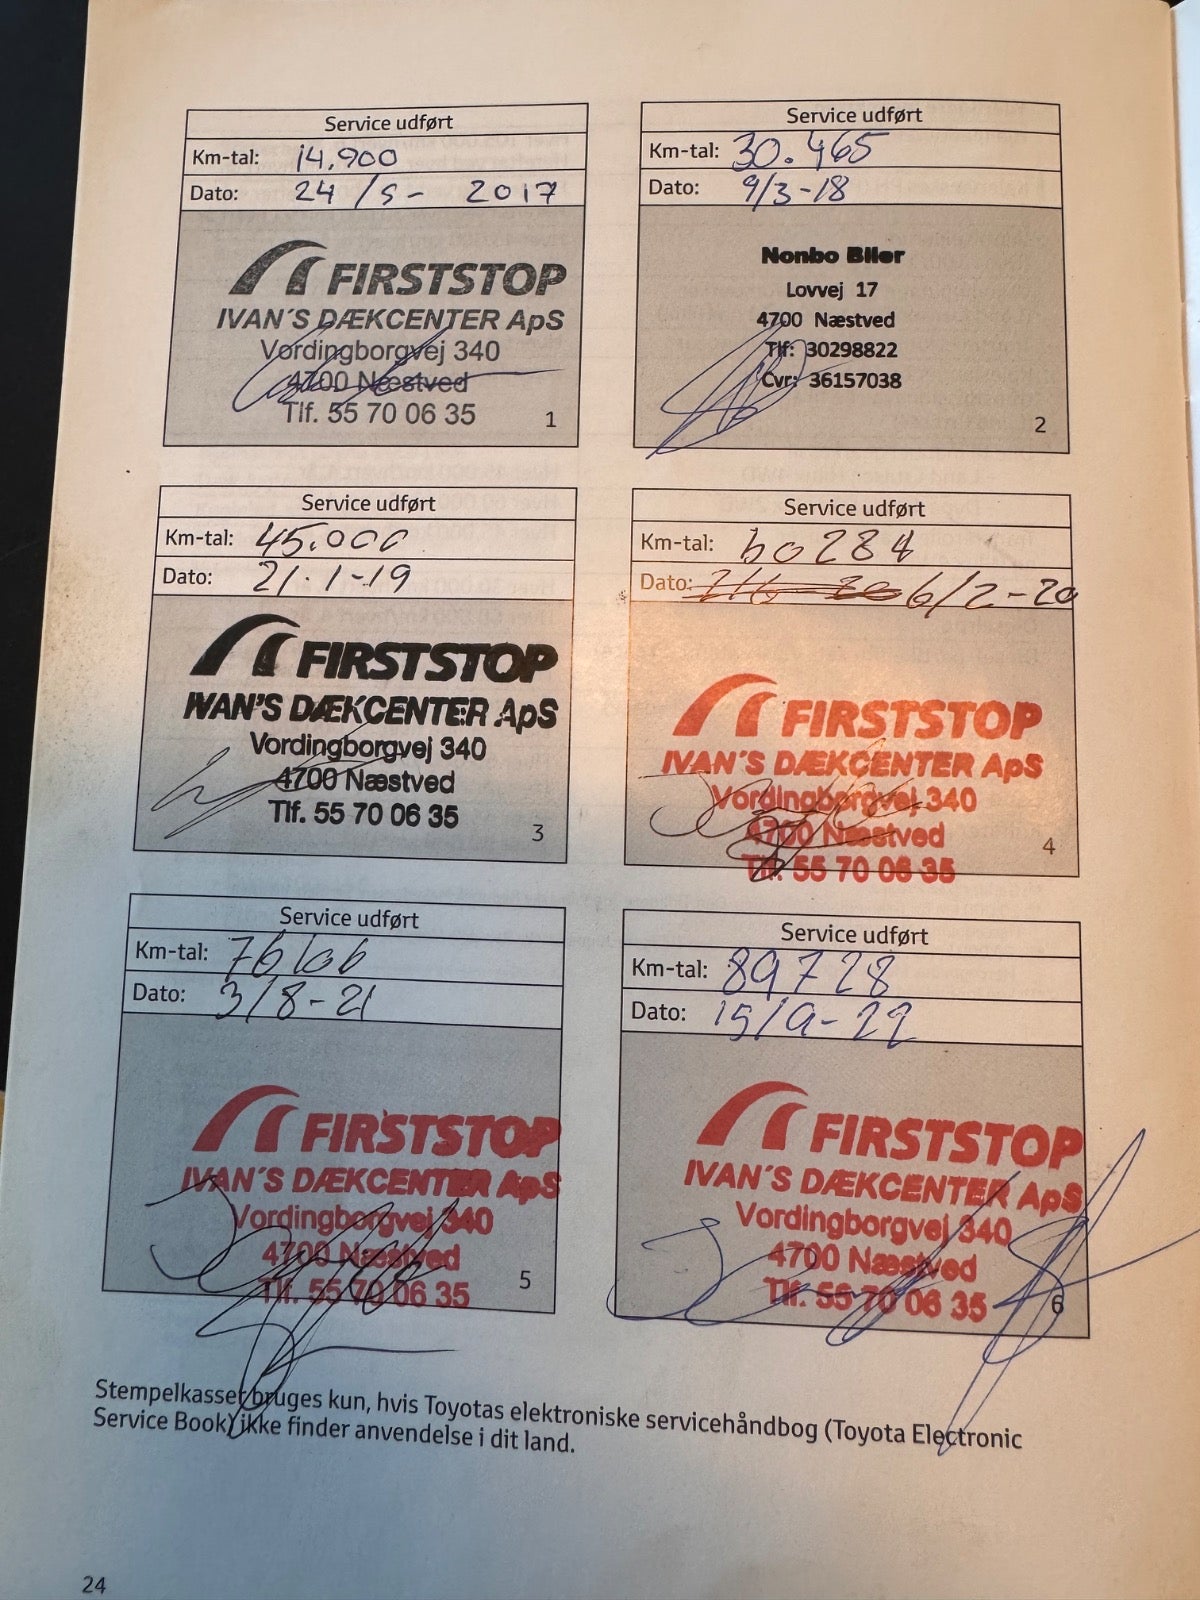 Service udført
Km-tal: 14.900
Dato: 24/5- 2017
FIRSTSTOP
IVAN´S DÆKCENTER ApS
Vordingborgvej 340
4700 Næstved
Tlf. 55 70 06 35
1
Service udført
Km-tal: 30.465
Dato: 9/3-18
Nonbo Biler
Lovvej 17
4700 Næstved
Tlf: 30298822
Cvr: 36157038
2
Service udført
Km-tal: 45.000
Dato: 21.1-19
FIRSTSTOP
IVAN'S DÆKCENTER ApS
Vordingborgvej 340
4700 Næstved
Tlf. 55 70 06 35
3
Service udført
Km-tal: 60284
Dato: 6/2-20
FIRSTSTOP
IVAN´S DÆKCENTER ApS
Vordingborgvej 340
4700 Næstved
Tlf. 55 70 06 35
4
Service udført
Km-tal:
Dato: 3/8-21
FIRSTSTOP
IVAN´S DÆKCENTER ApS
Vordingborgvej 340
4700 Næstved
Tlf. 55 70 06 35
5
Service udført
Km-tal: 89728
Dato: 15/9-22
FIRSTSTOP
IVAN´S DÆKCENTER ApS
Vordingborgvej 340
4700 Næstved
Tlf. 55 70 06 35
6
Stempelkasser bruges kun, hvis Toyotas elektroniske servicehåndbog (Toyota Electronic
Service Book) ikke finder anvendelse i dit land.
24